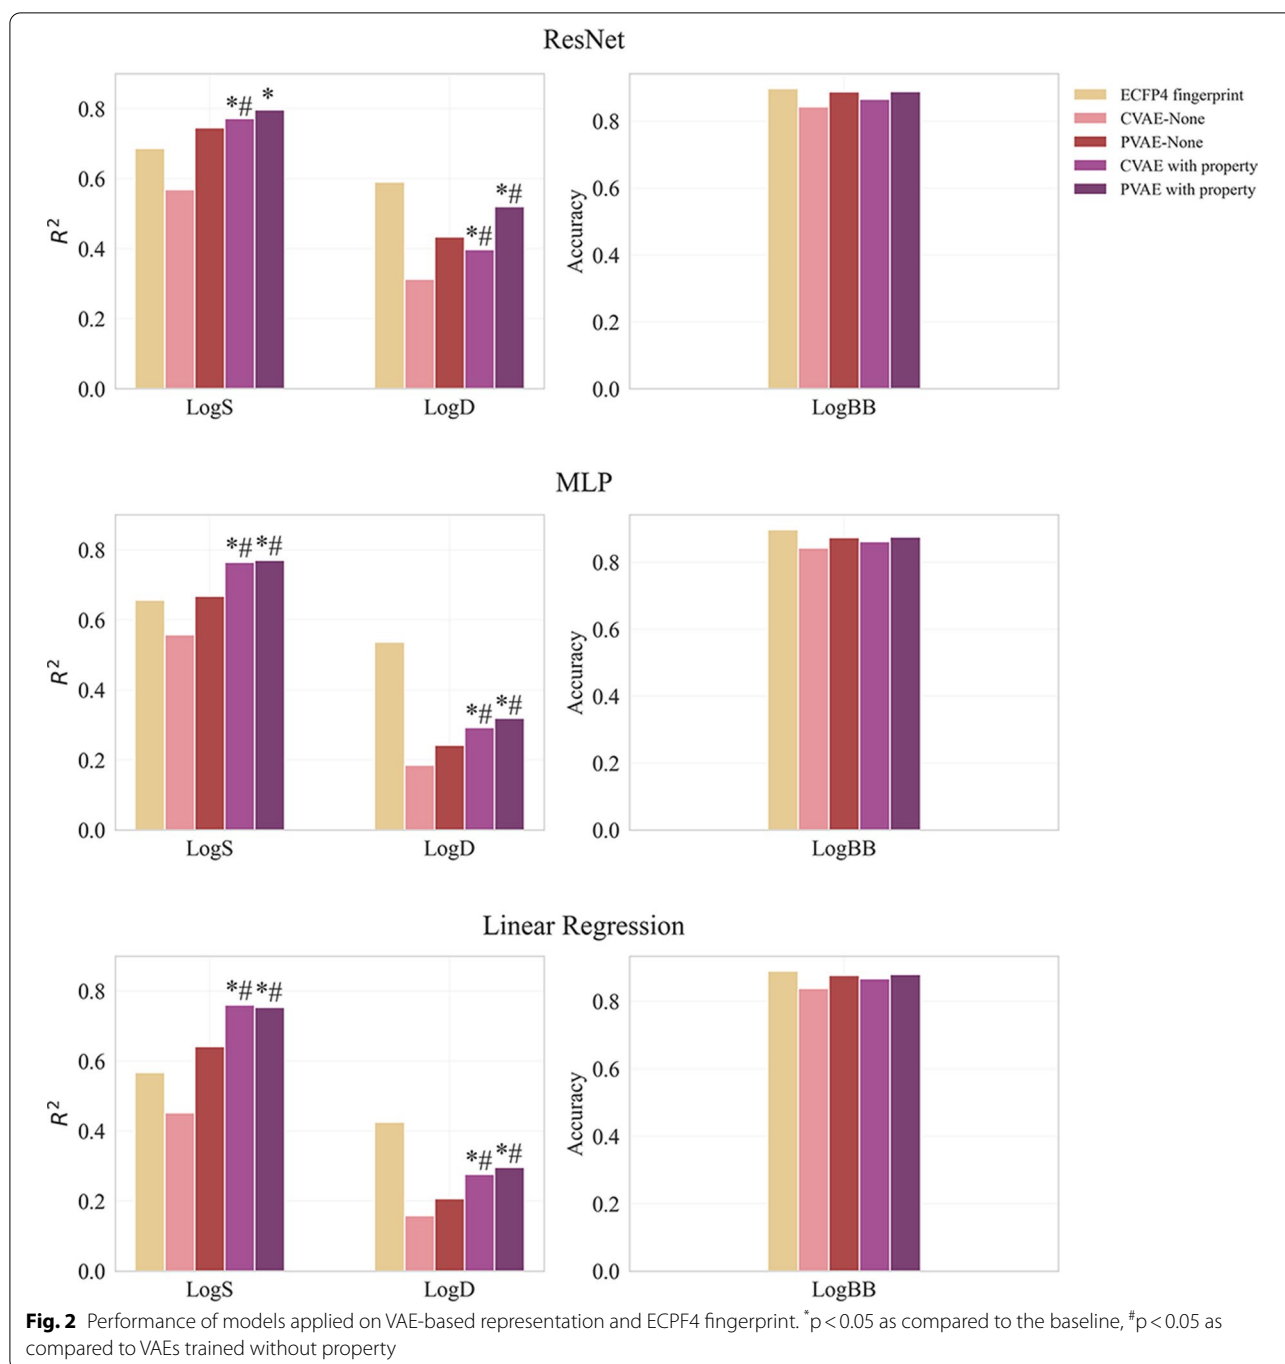 ResNet
0.8
0.6
0.4
0.2
0.0
R²
*# *
*#
*#
LogS
LogD
0.8
0.6
0.4
0.2
0.0
Accuracy
LogBB
ECFP4 fingerprint
CVAE-None
PVAE-None
CVAE with property
PVAE with property
MLP
0.8
0.6
0.4
0.2
0.0
R²
*# *#
*# *#
LogS
LogD
0.8
0.6
0.4
0.2
0.0
Accuracy
LogBB
Linear Regression
0.8
0.6
0.4
0.2
0.0
R²
*# *#
*# *#
LogS
LogD
0.8
0.6
0.4
0.2
0.0
Accuracy
LogBB
Fig. 2 Performance of models applied on VAE-based representation and ECPF4 fingerprint. *p < 0.05 as compared to the baseline, #p < 0.05 as
compared to VAEs trained without property